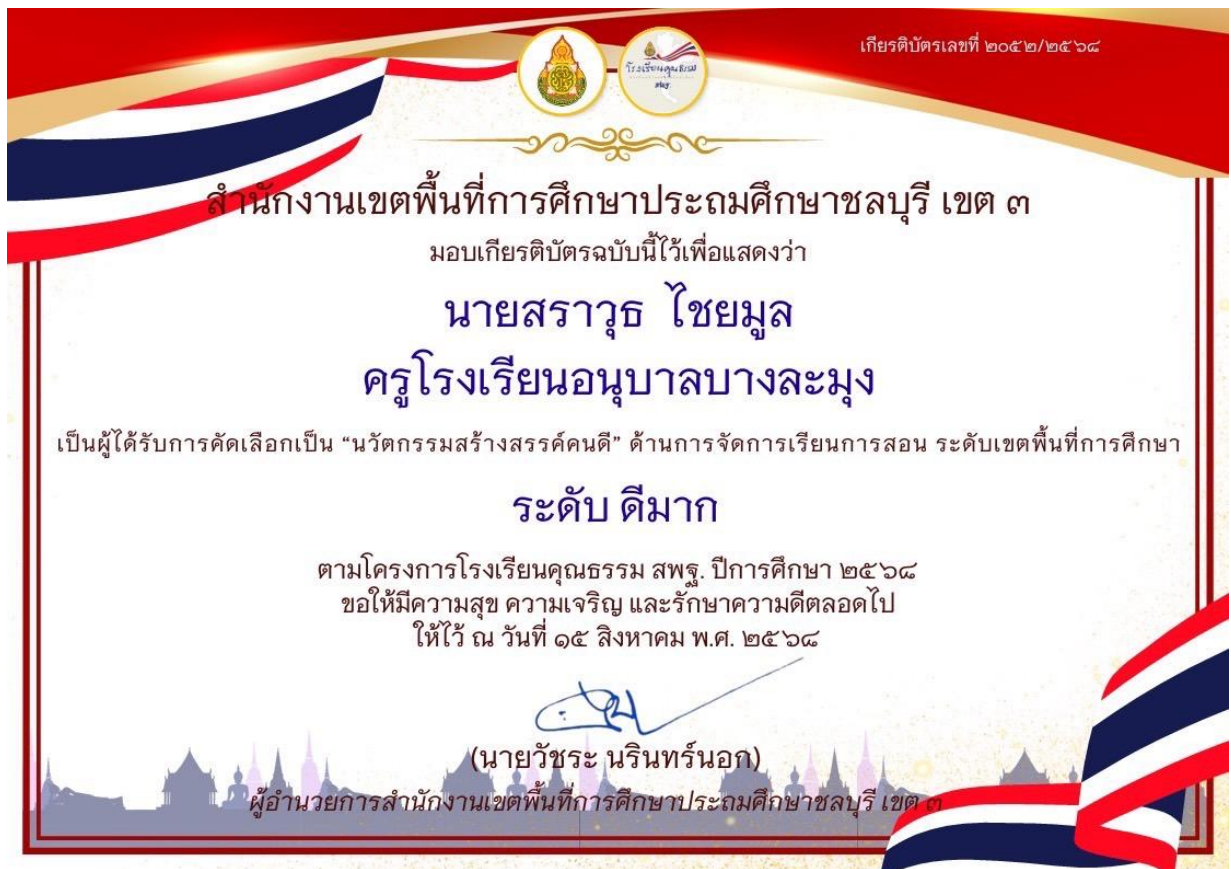 เกียรติบัตรเลขที่ ๒๐๕๒/๒๕๖๘
โรงเรียนคุณธรรม
สพฐ.
สำนักงานเขตพื้นที่การศึกษาประถมศึกษาชลบุรี เขต ๓
มอบเกียรติบัตรฉบับนี้ไว้เพื่อแสดงว่า
นายสราวุธ ไชยมูล
ครูโรงเรียนอนุบาลบางละมุง
เป็นผู้ได้รับการคัดเลือกเป็น “นวัตกรรมสร้างสรรค์คนดี” ด้านการจัดการเรียนการสอน ระดับเขตพื้นที่การศึกษา
ระดับ ดีมาก
ตามโครงการโรงเรียนคุณธรรม สพฐ. ปีการศึกษา ๒๕๖๘
ขอให้มีความสุข ความเจริญ และรักษาความดีตลอดไป
ให้ไว้ ณ วันที่ ๑๕ สิงหาคม พ.ศ. ๒๕๖๘
(นายวัชระ นรินทร์นอก)
ผู้อำนวยการสำนักงานเขตพื้นที่การศึกษาประถมศึกษาชลบุรี เขต ๓